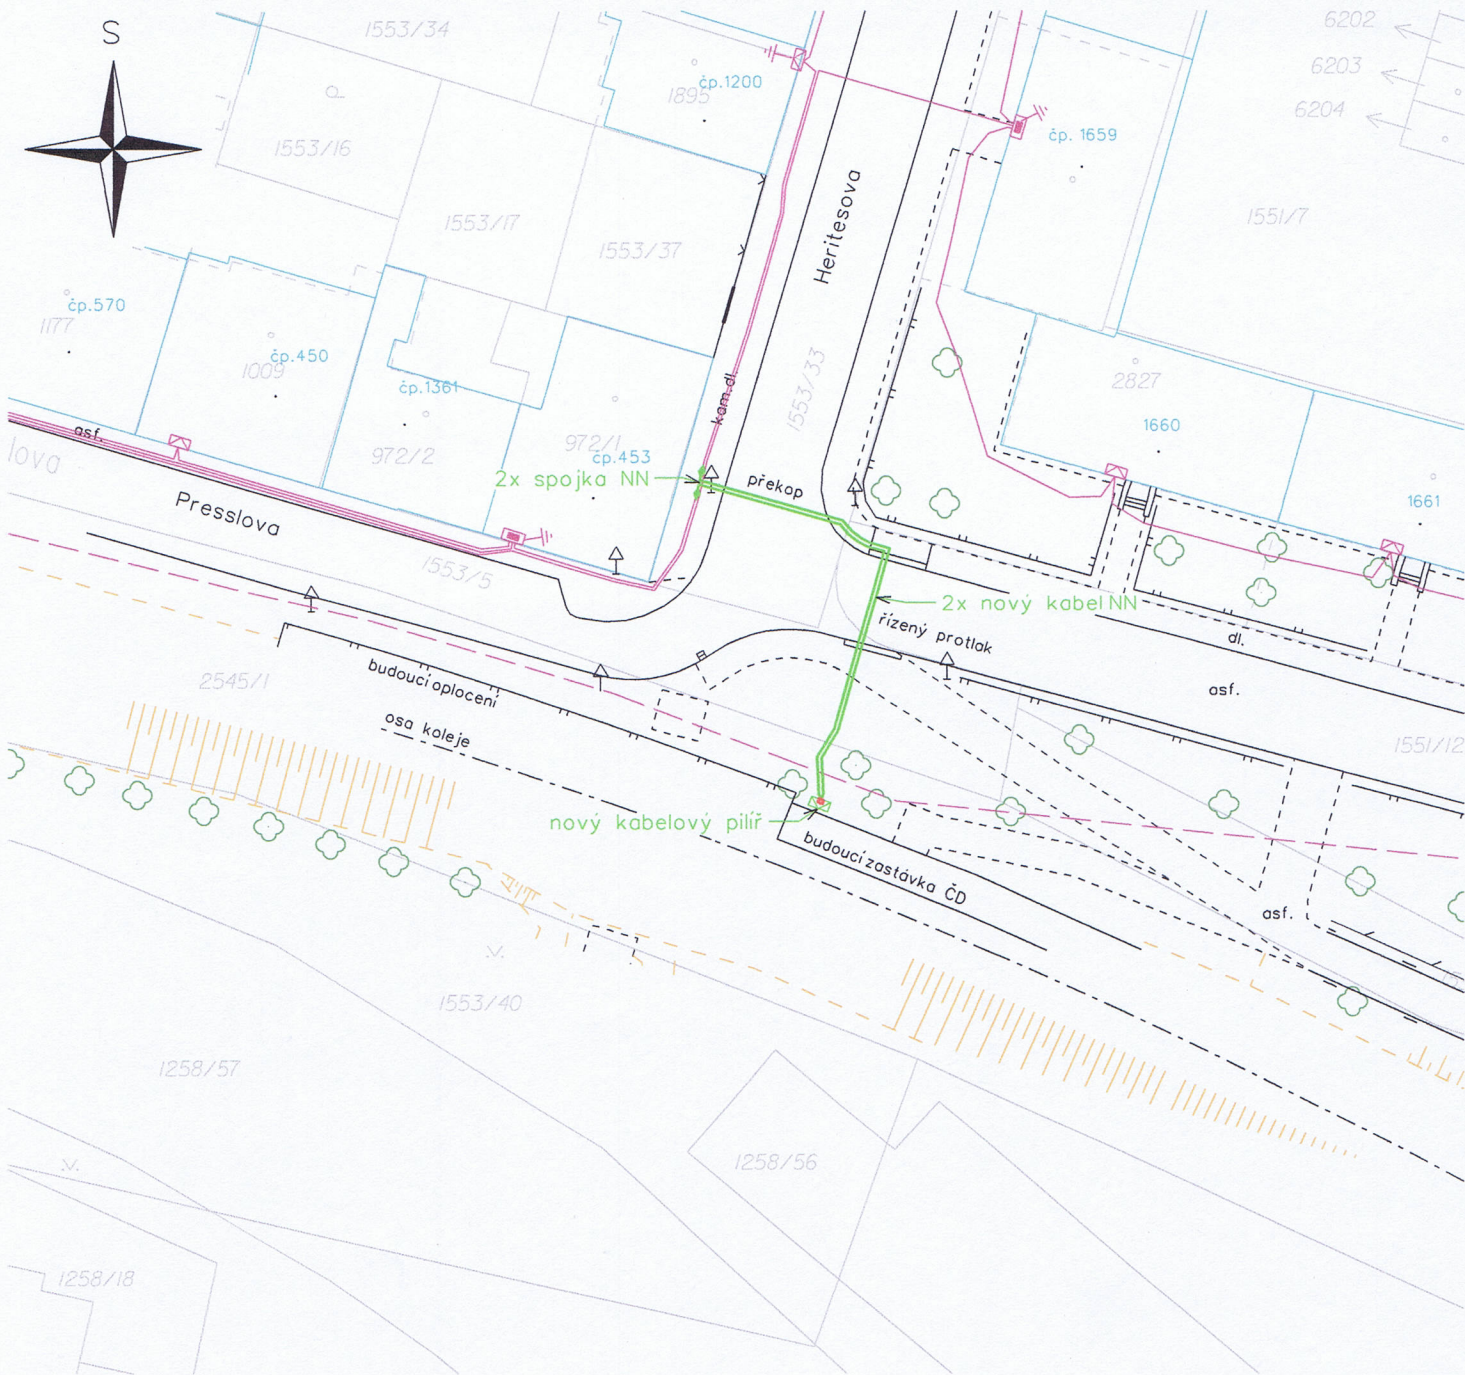 S
1553/34
6202
6203
6204
čp.1200
1895
čp. 1659
1553/16
1553/17
1553/37
1551/7
Heritesova
čp.570
1177
čp.450
1009
čp.1361
972/2
972/1
čp.453
kam.dl.
1553/33
2827
1660
1661
asf.
lova
Presslova
2x spojka NN
překop
1553/5
2x nový kabel NN
řízený protlak
dl.
asf.
2545/1
budoucí oplocení
osa koleje
1551/12
nový kabelový pilíř
budoucí zastávka ČD
asf.
1553/40
1258/57
1258/56
1258/18